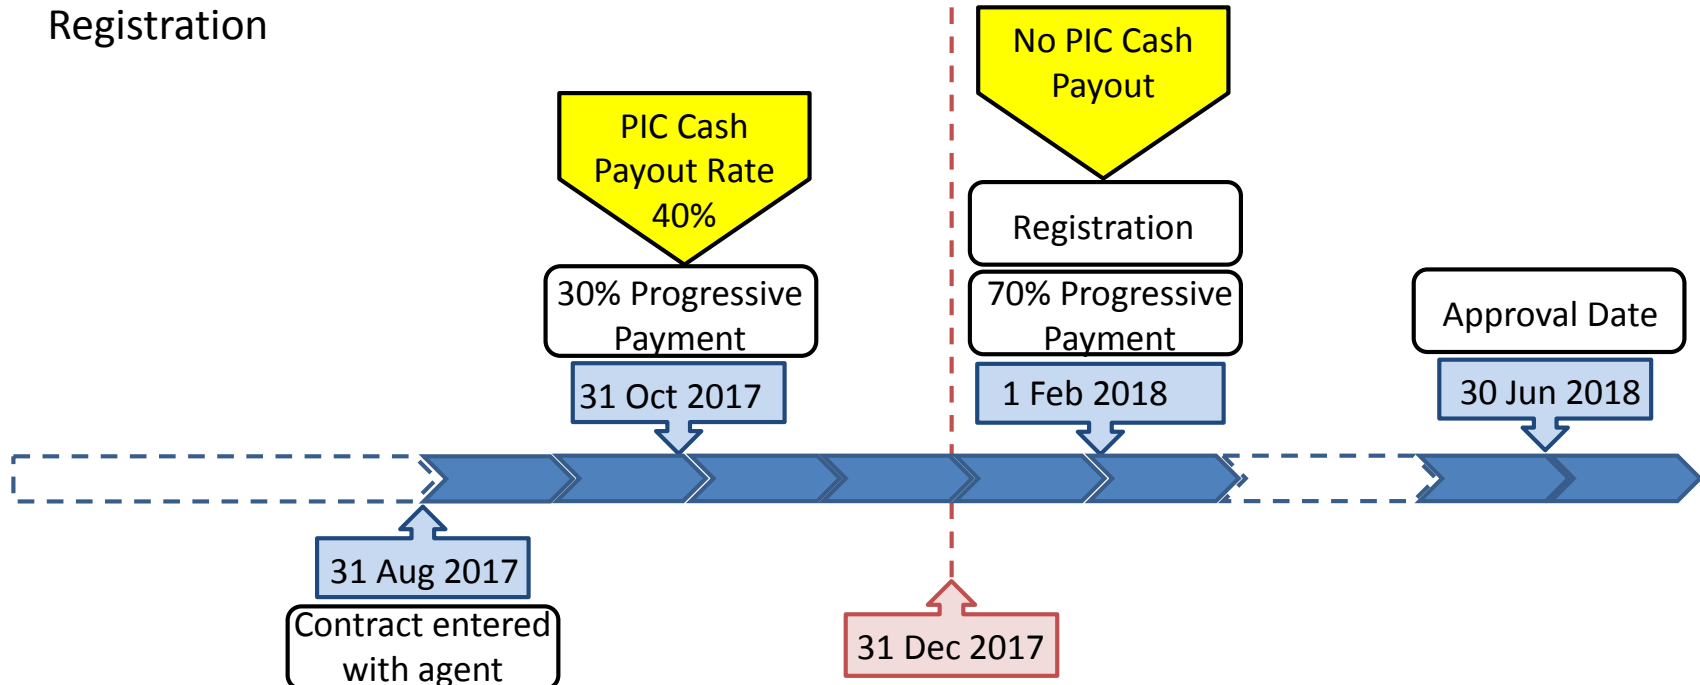 Registration
No PIC Cash
Payout
PIC Cash
Payout Rate
40%
Registration
30% Progressive
Payment
70% Progressive
Payment
Approval Date
31 Oct 2017
1 Feb 2018
30 Jun 2018
31 Aug 2017
Contract entered
with agent
31 Dec 2017